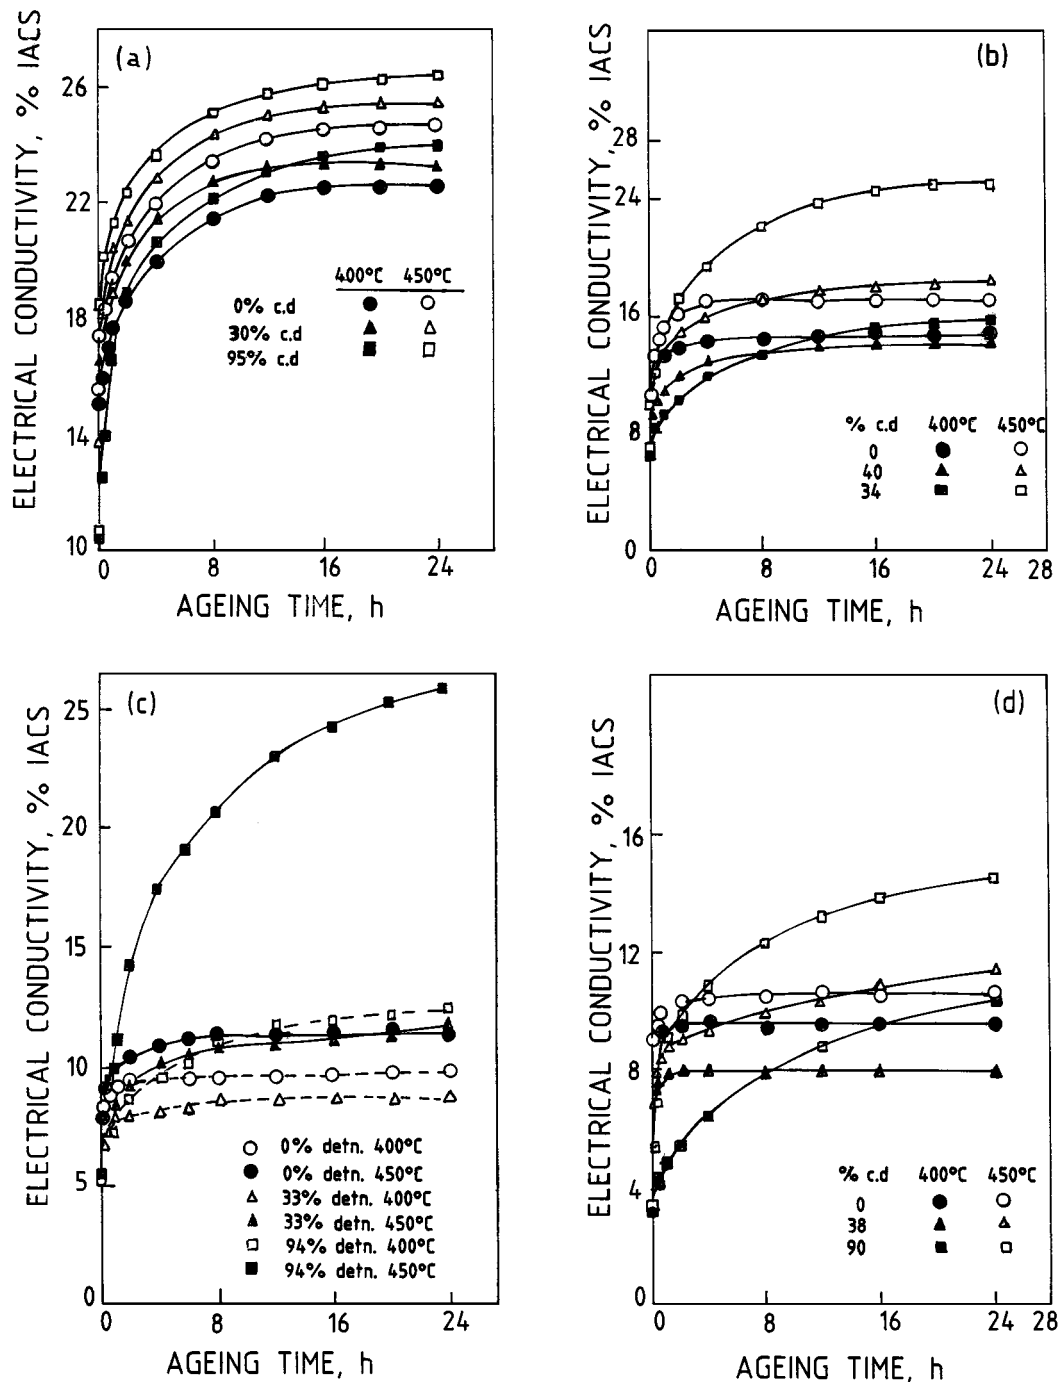 (a)
ELECTRICAL CONDUCTIVITY, % IACS
26
22
18
14
10
400°C 450°C
0% c.d
30% c.d
95% c.d
0 8 16 24
AGEING TIME, h
(b)
ELECTRICAL CONDUCTIVITY, % IACS
28
24
16
8
0
% c.d 400°C 450°C
0
40
34
0 8 16 24 28
AGEING TIME, h
(c)
ELECTRICAL CONDUCTIVITY, % IACS
25
20
15
10
5
0
0% detn. 400°C
0% detn. 450°C
33% detn. 400°C
33% detn. 450°C
94% detn. 400°C
94% detn. 450°C
0 8 16 24
AGEING TIME, h
(d)
ELECTRICAL CONDUCTIVITY, % IACS
16
12
8
4
0
% c.d 400°C 450°C
0
38
90
0 8 16 24 28
AGEING TIME, h